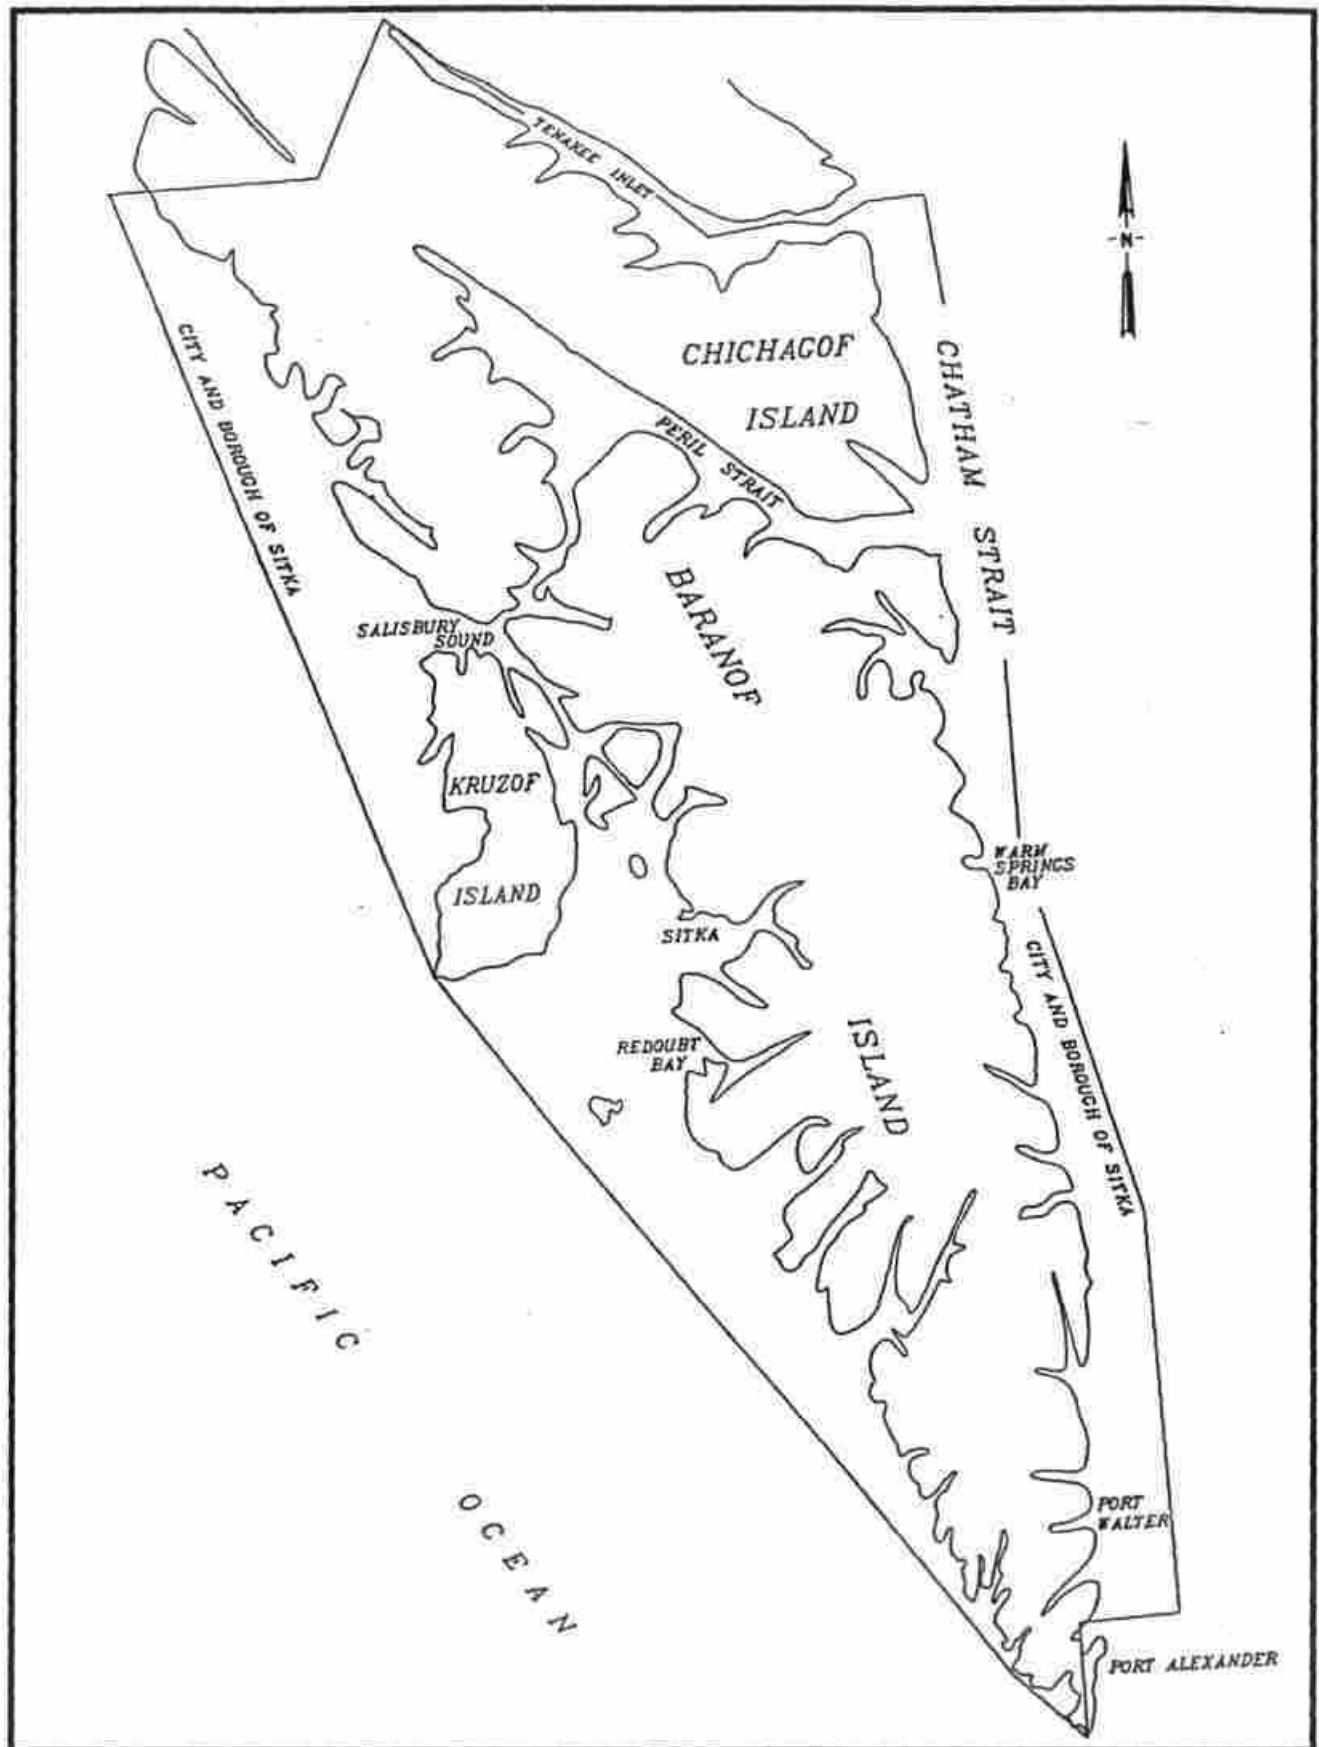 TENAKEE INLET
-N-
CHICHAGOF
ISLAND
CITY AND BOROUGH OF SITKA
CHATHAM STRAIT
PERIL STRAIT
BARANOF
SALISBURY
SOUND
KRUZOF
ISLAND
WARM
SPRINGS
BAY
SITKA
CITY AND BOROUGH OF SITKA
ISLAND
REDOUBT
BAY
PACIFIC
OCEAN
PORT
WALTER
PORT ALEXANDER